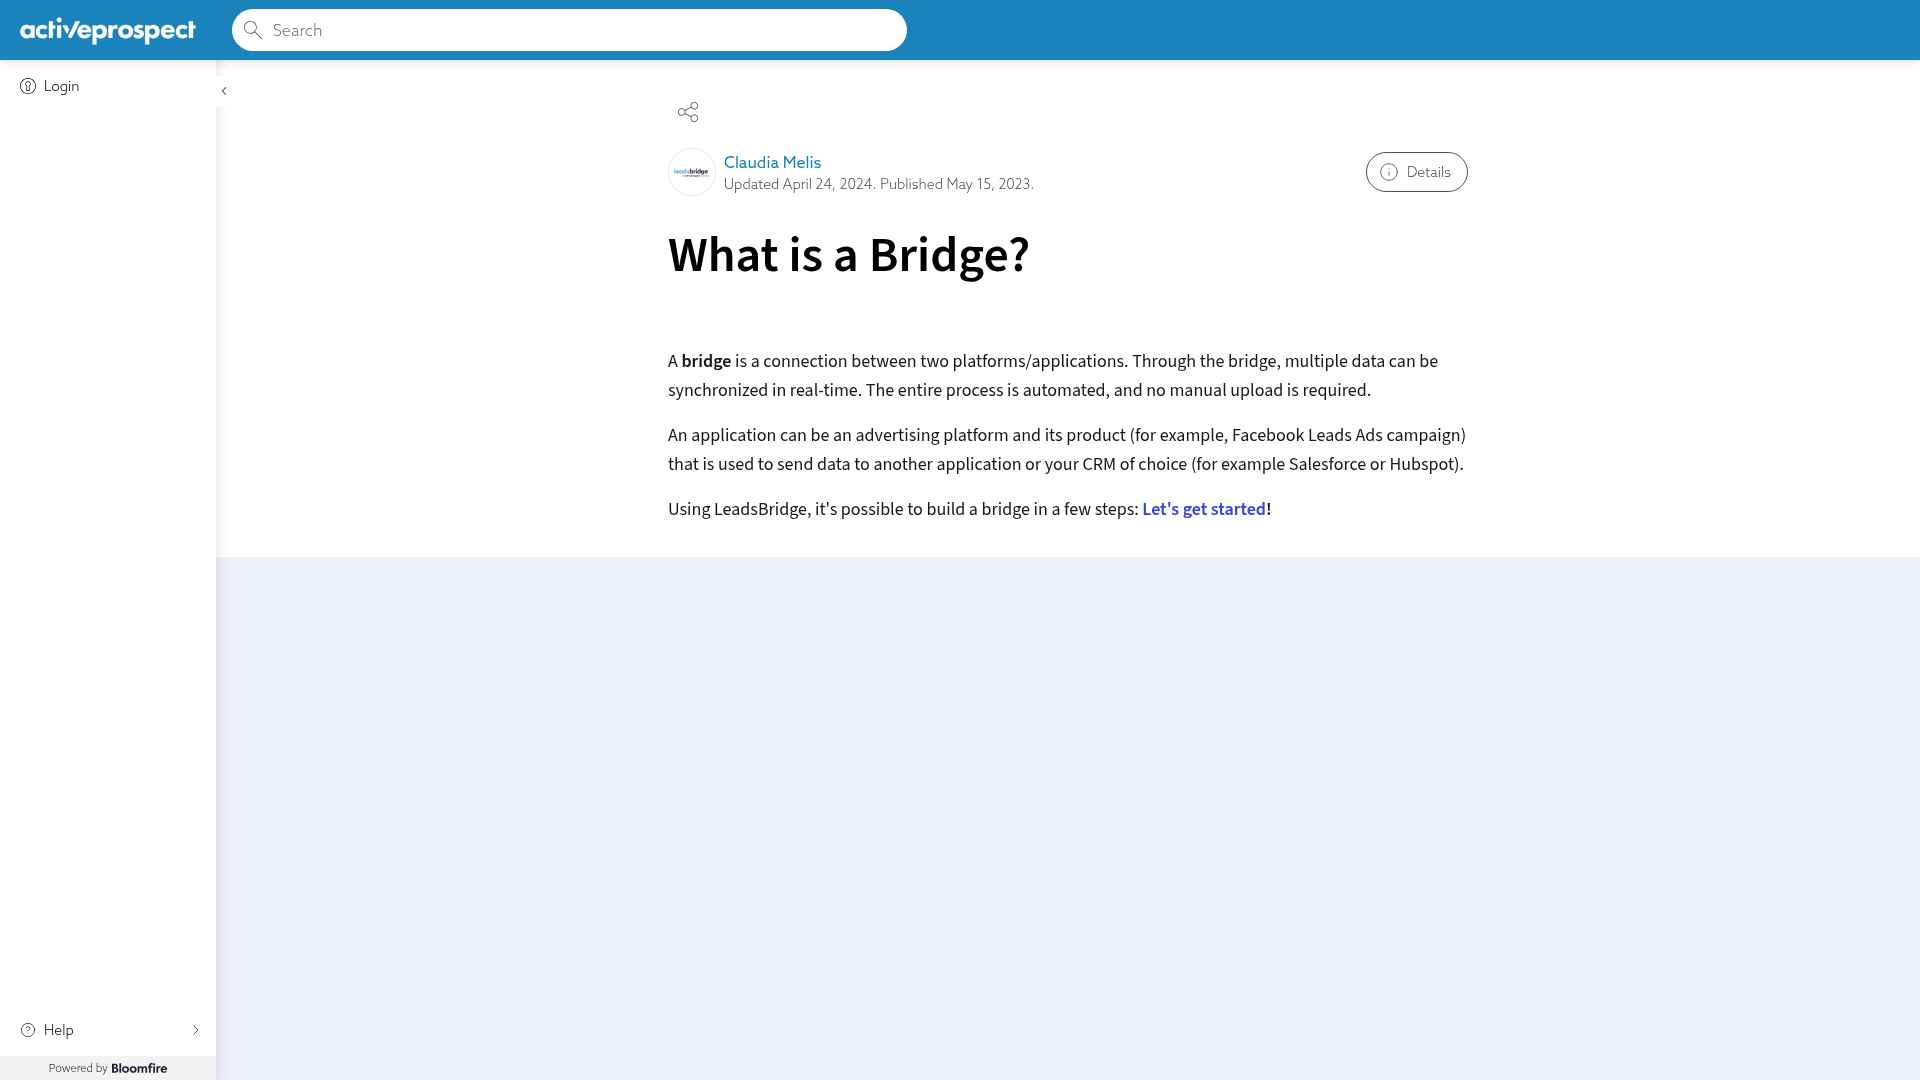 activeprospect
Search
Login
Claudia Melis
Updated April 24, 2024. Published May 15, 2023.
Details
What is a Bridge?
A bridge is a connection between two platforms/applications. Through the bridge, multiple data can be
synchronized in real-time. The entire process is automated, and no manual upload is required.
An application can be an advertising platform and its product (for example, Facebook Leads Ads campaign)
that is used to send data to another application or your CRM of choice (for example Salesforce or Hubspot).
Using LeadsBridge, it's possible to build a bridge in a few steps: Let's get started!
Help
Powered by Bloomfire
leadsbridge